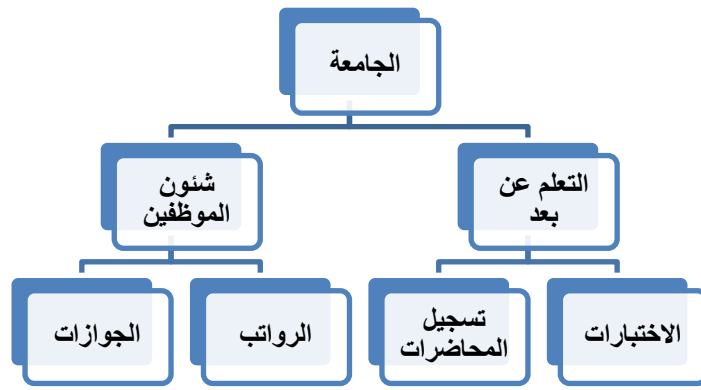 الجامعة
التعلم عن
بعد
شئون
الموظفين
الاختبارات
تسجيل
المحاضرات
الرواتب
الجوازات